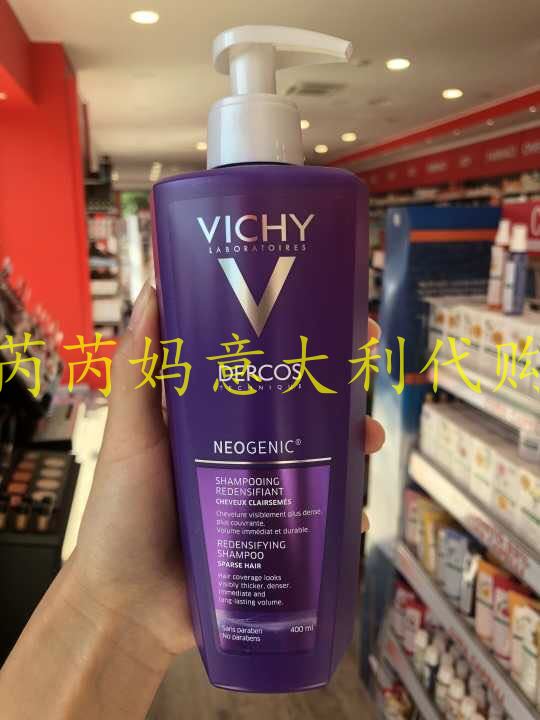 VICHY
LABORATOIRES
芮芮妈意大利代购
DERCOS
TECHNIQUE
NEOGENIC®
SHAMPOOING
REDENSIFIANT
CHEVEUX CLAIRSEMÉS
Chevelure visiblement plus dense,
plus couvrante.
Volume immédiat et durable.
REDENSIFYING
SHAMPOO
SPARSE HAIR
Hair coverage looks
visibly thicker, denser.
Immediate and
long-lasting volume.
Sans paraben
No parabens
400 ml